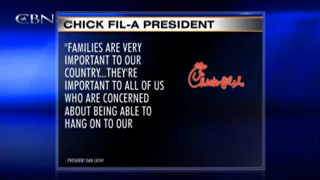 CBN
CHICK FIL-A PRESIDENT
"FAMILIES ARE VERY
IMPORTANT TO OUR
COUNTRY...THEY'RE
IMPORTANT TO ALL OF US
WHO ARE CONCERNED
ABOUT BEING ABLE TO
HANG ON TO OUR
Chick-fil-A
PRESIDENT DAN CATHY